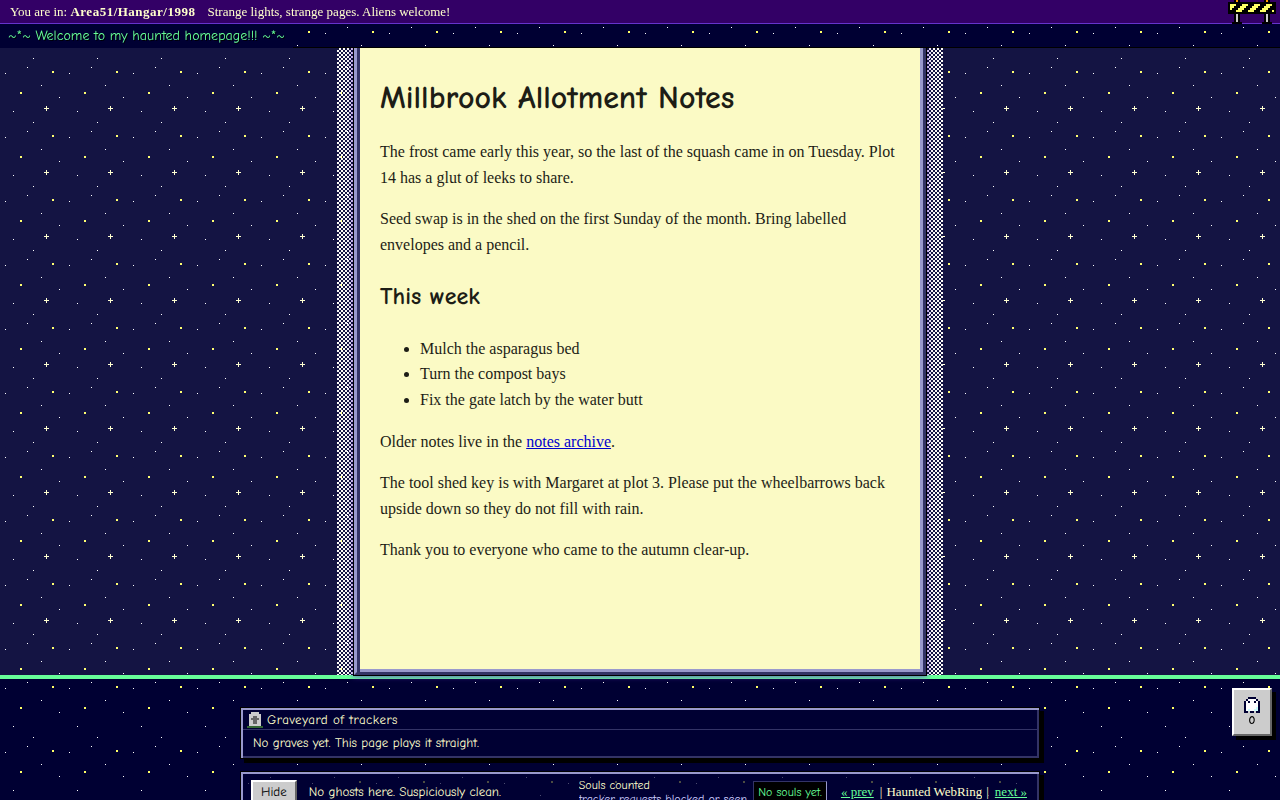 You are in: Area51/Hangar/1998 Strange lights, strange pages. Aliens welcome!
~*~ Welcome to my haunted homepage!!! ~*~
Millbrook Allotment Notes
The frost came early this year, so the last of the squash came in on Tuesday. Plot
14 has a glut of leeks to share.
Seed swap is in the shed on the first Sunday of the month. Bring labelled
envelopes and a pencil.
This week
• Mulch the asparagus bed
• Turn the compost bays
• Fix the gate latch by the water butt
Older notes live in the notes archive.
The tool shed key is with Margaret at plot 3. Please put the wheelbarrows back
upside down so they do not fill with rain.
Thank you to everyone who came to the autumn clear-up.
0
Graveyard of trackers
No graves yet. This page plays it straight.
Hide
No ghosts here. Suspiciously clean.
Souls counted
tracker requests blocked or seen
No souls yet.
« prev | Haunted WebRing | next »